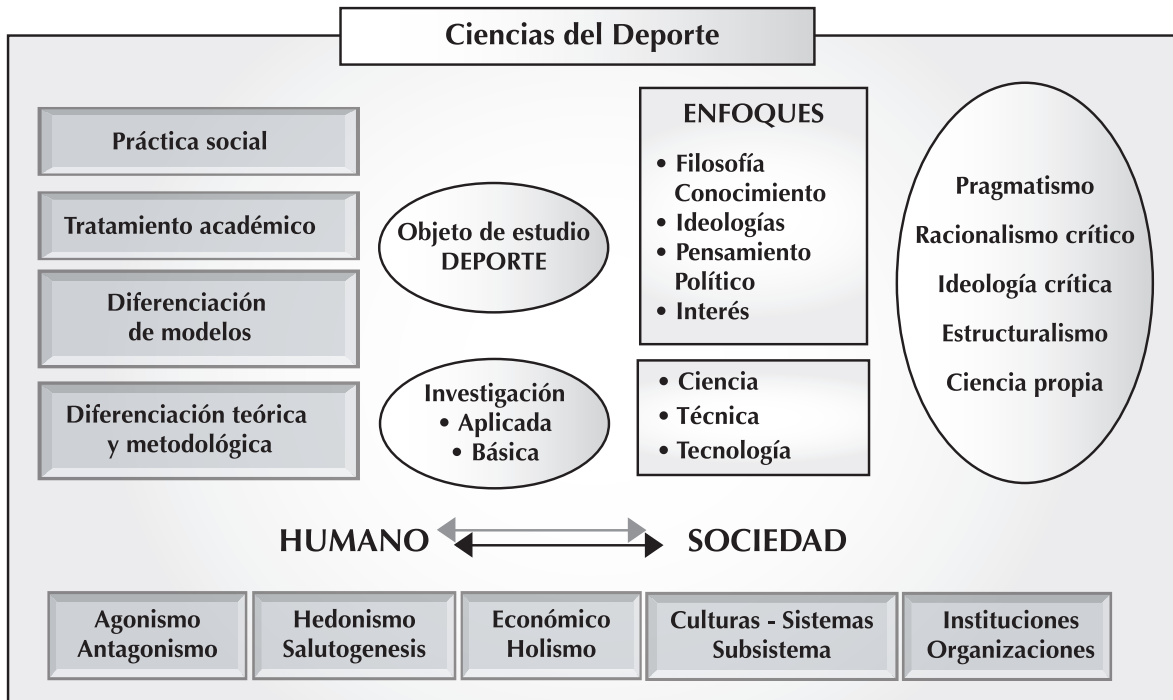 Ciencias del Deporte
Práctica social
Tratamiento académico
Diferenciación
de modelos
Diferenciación teórica
y metodológica
Objeto de estudio
DEPORTE
Investigación
• Aplicada
• Básica
ENFOQUES
• Filosofía
Conocimiento
• Ideologías
• Pensamiento
Político
• Interés
• Ciencia
• Técnica
• Tecnología
Pragmatismo
Racionalismo crítico
Ideología crítica
Estructuralismo
Ciencia propia
HUMANO
SOCIEDAD
Agonismo
Antagonismo
Hedonismo
Salutogenesis
Económico
Holismo
Culturas - Sistemas
Subsistema
Instituciones
Organizaciones